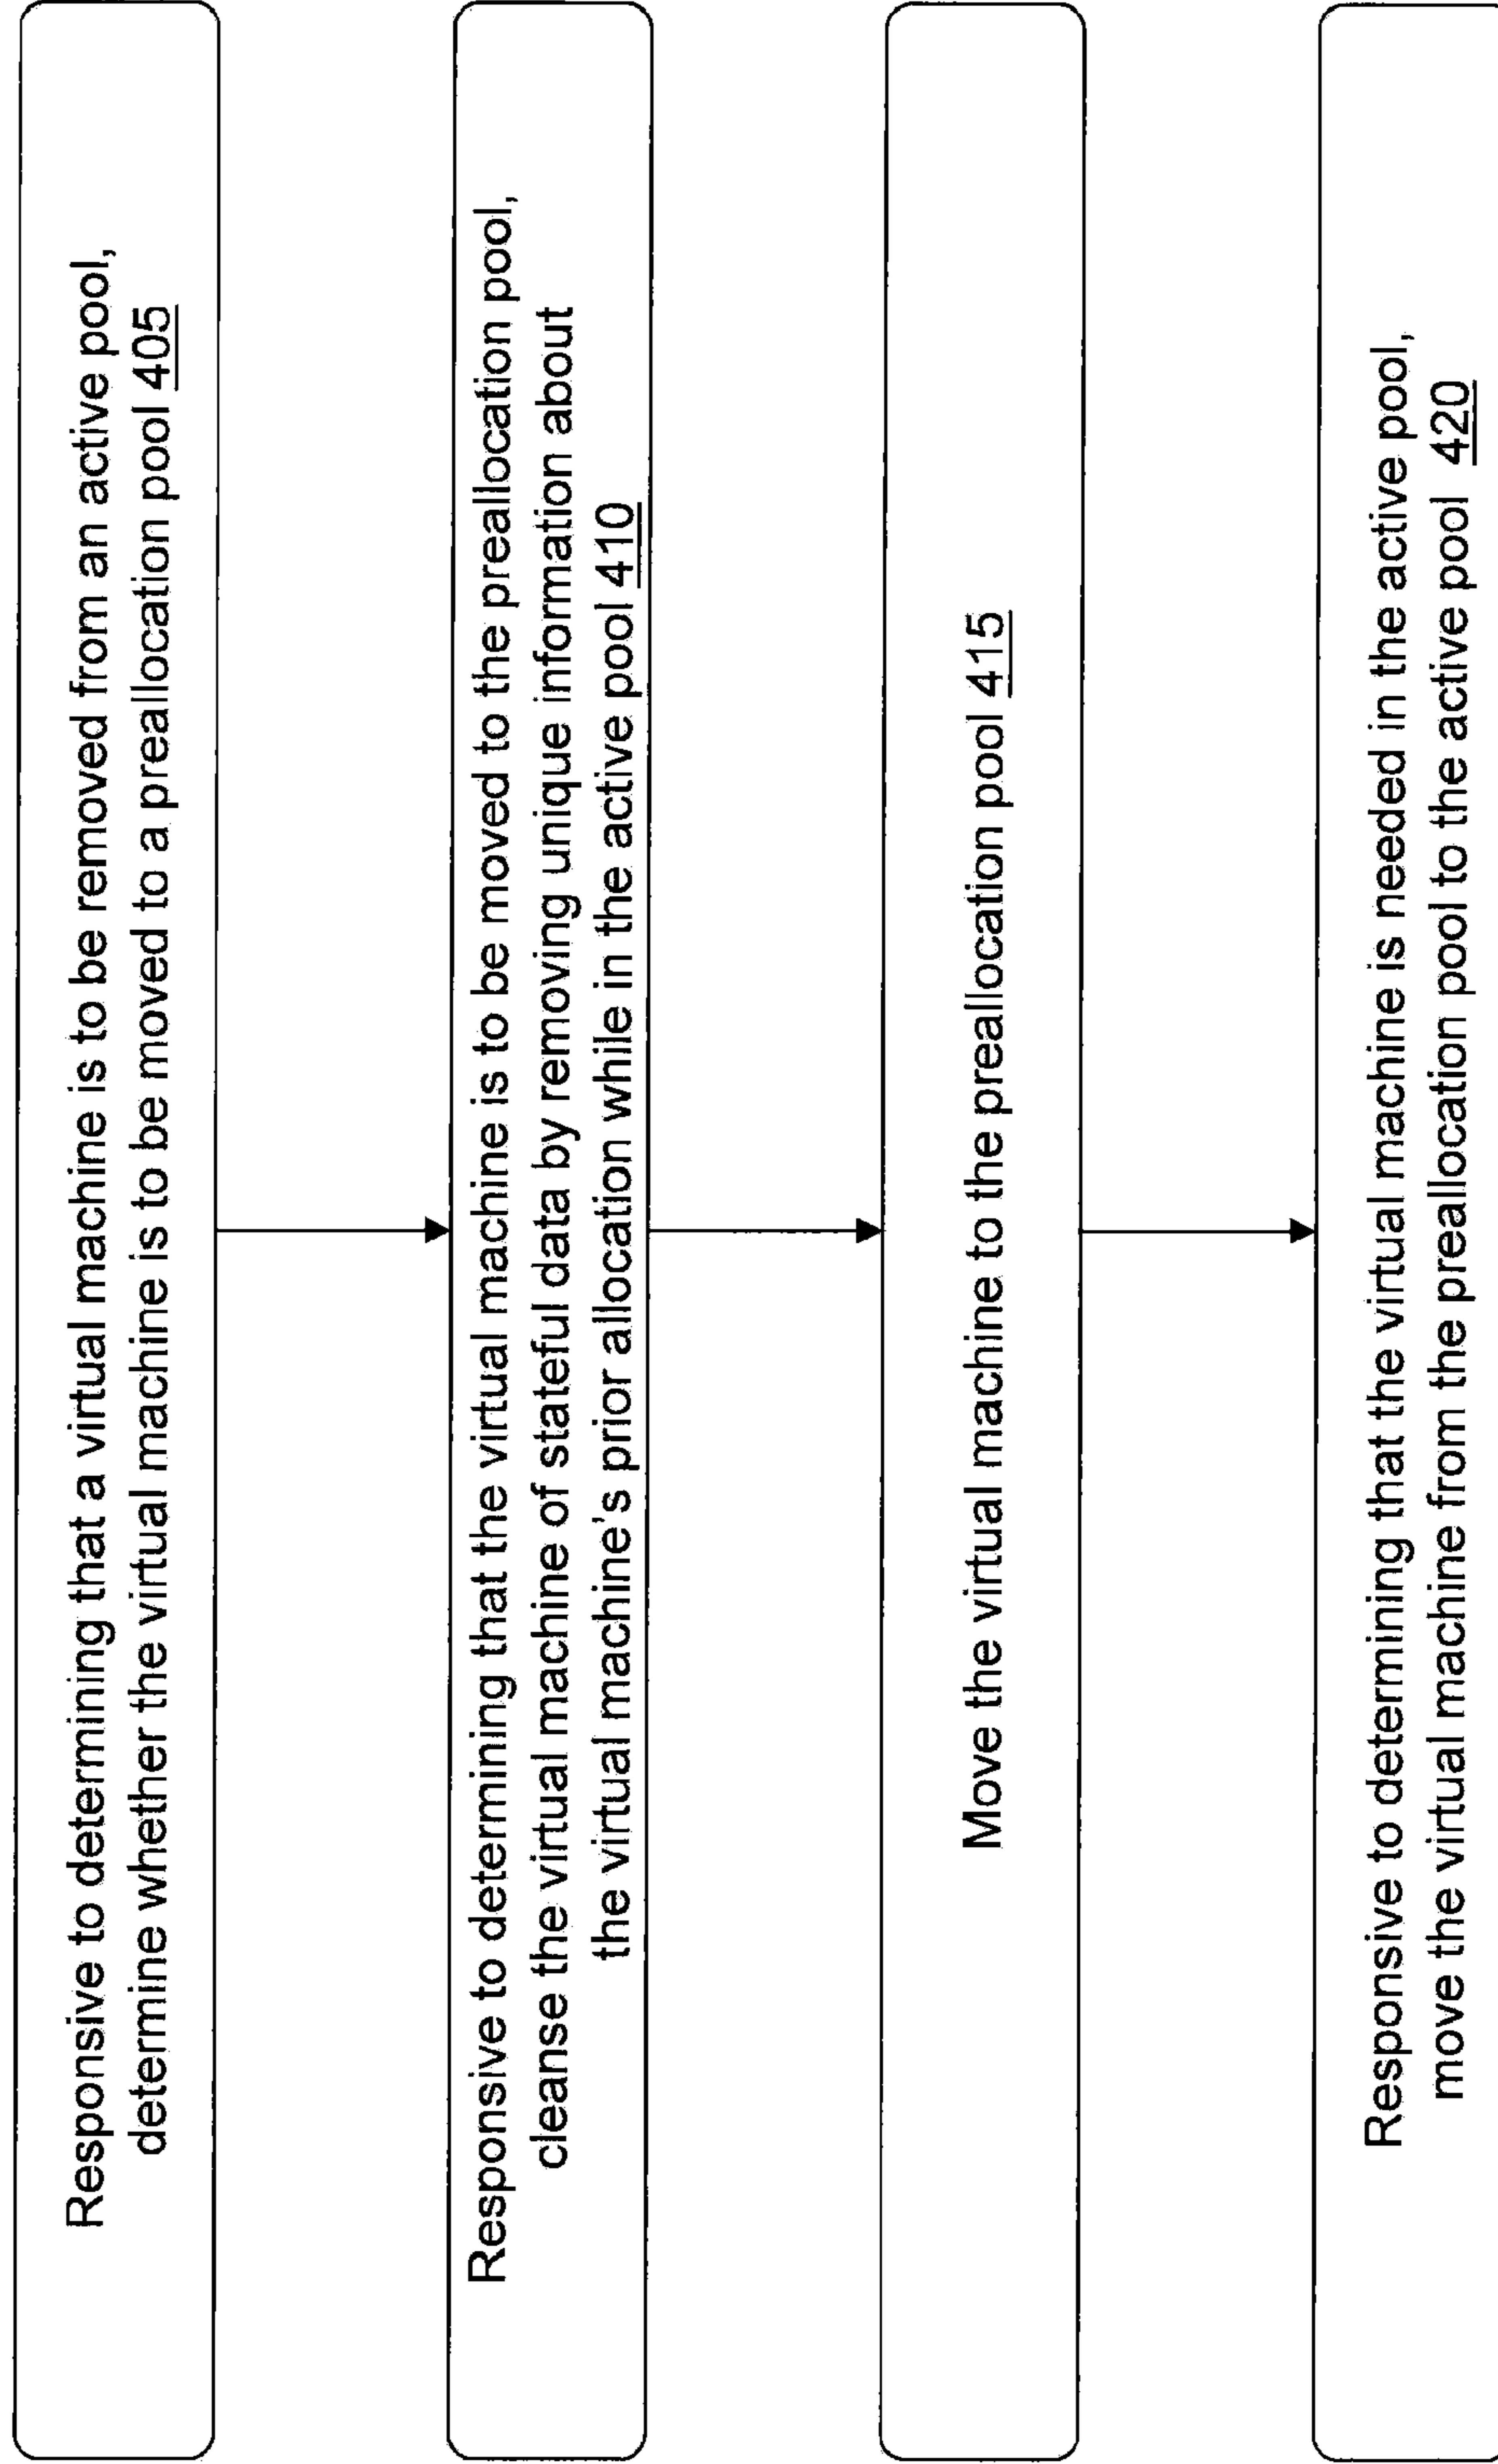 Responsive to determining that a virtual machine is to be removed from an active pool,
determine whether the virtual machine is to be moved to a preallocation pool 405
Responsive to determining that the virtual machine is to be moved to the preallocation pool,
cleanse the virtual machine of stateful data by removing unique information about
the virtual machine's prior allocation while in the active pool 410
Move the virtual machine to the preallocation pool 415
Responsive to determining that the virtual machine is needed in the active pool,
move the virtual machine from the preallocation pool to the active pool 420